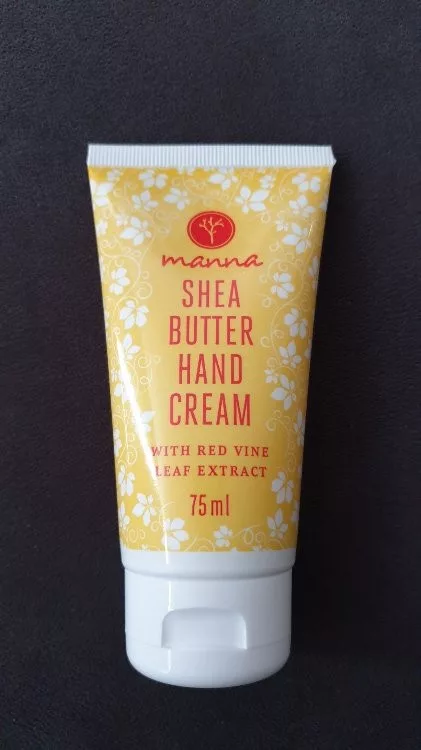 manna
SHEA
BUTTER
HAND
CREAM
WITH RED VINE
LEAF EXTRACT
75ml